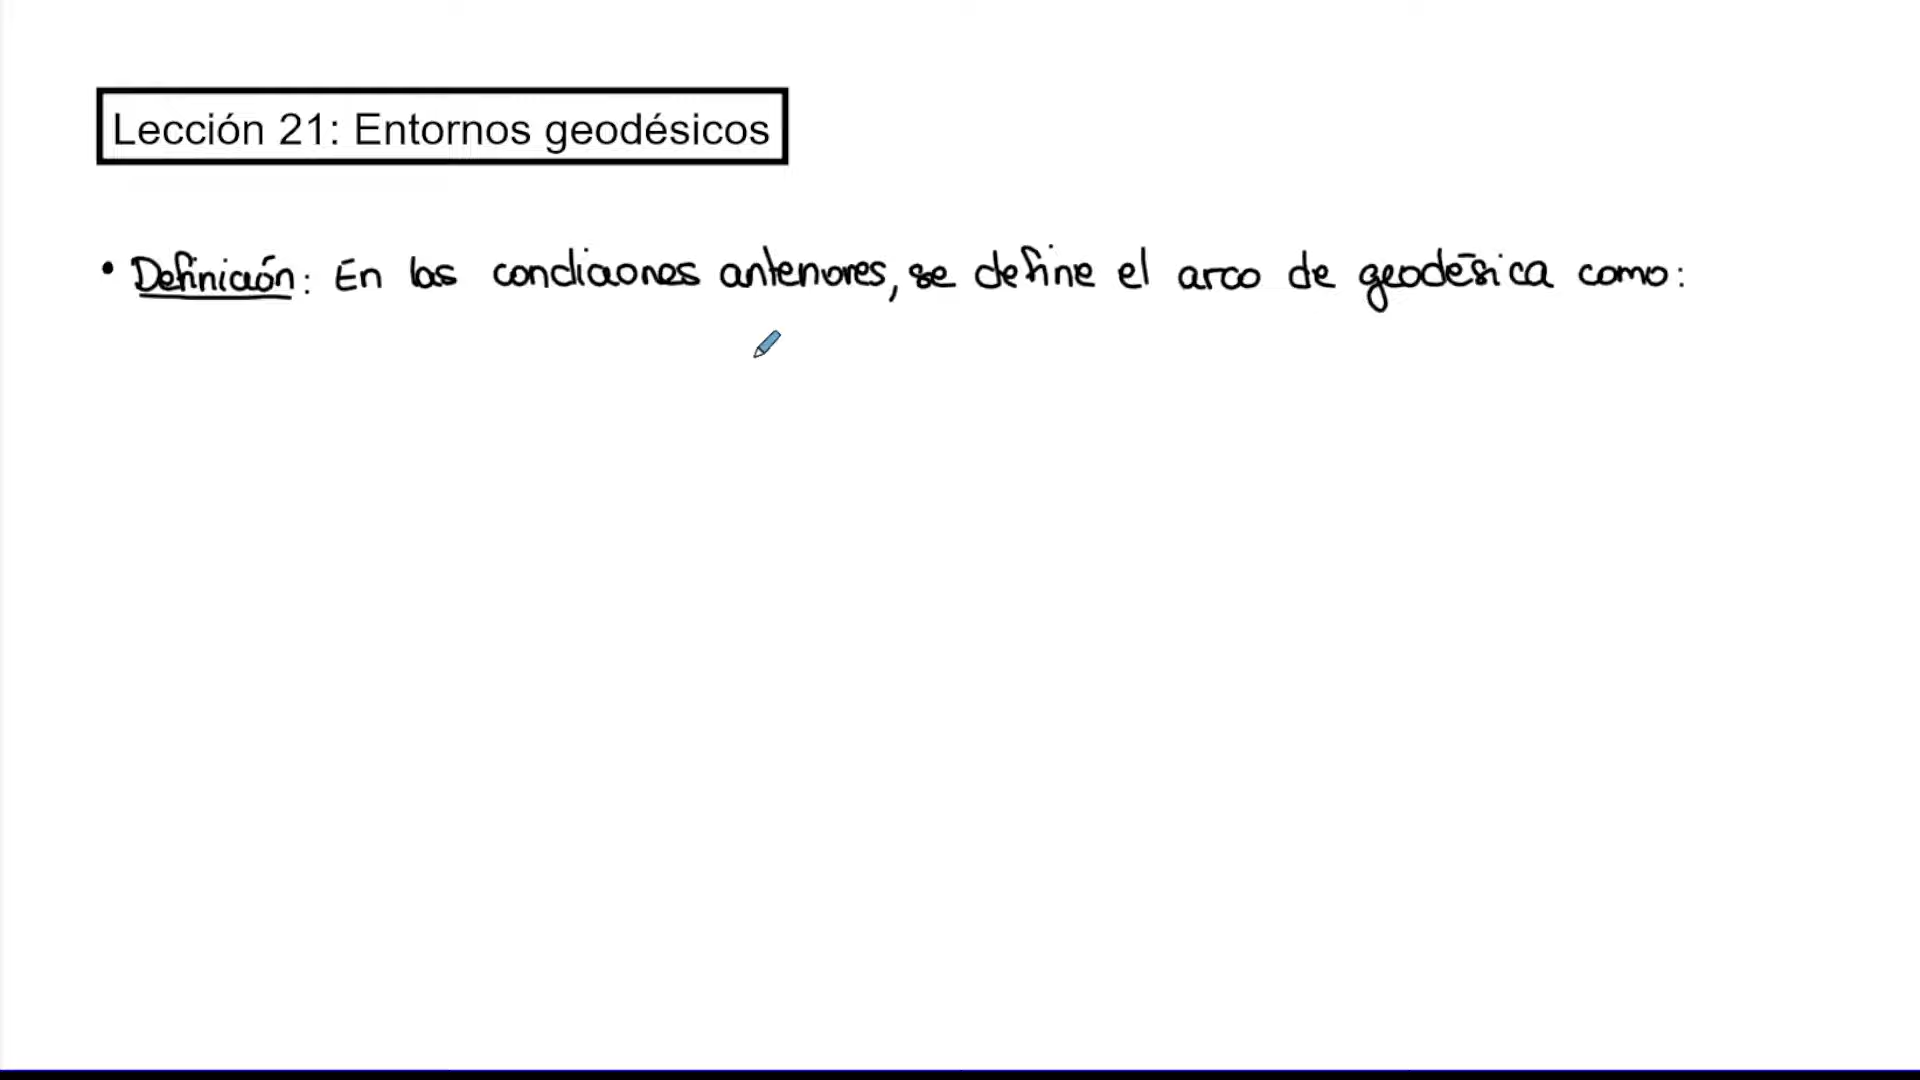 Lección 21: Entornos geodésicos
• Definición: En las condiciones anteriores, se define el arco de geodésica como: